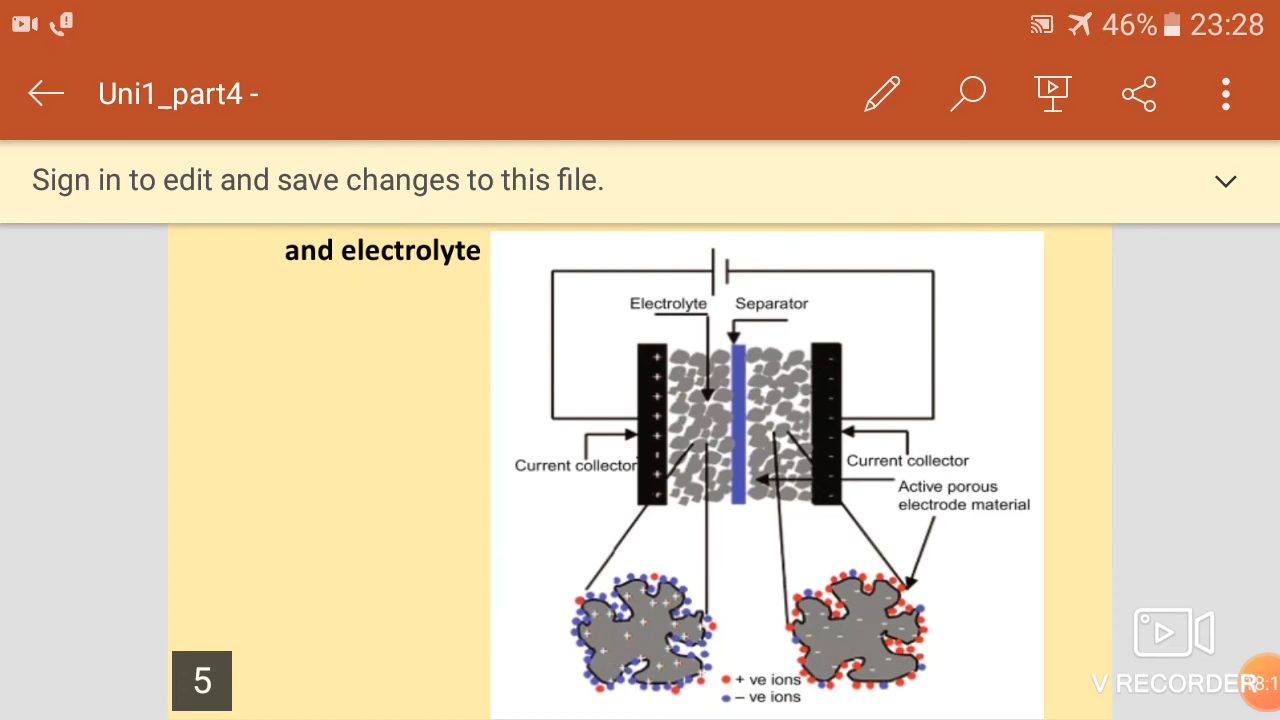 46% 23:28
Uni1_part4 -
Sign in to edit and save changes to this file.
and electrolyte
Electrolyte Separator
Current collector
Current collector
Active porous
electrode material
+ ve ions
– ve ions
5
V RECORDER